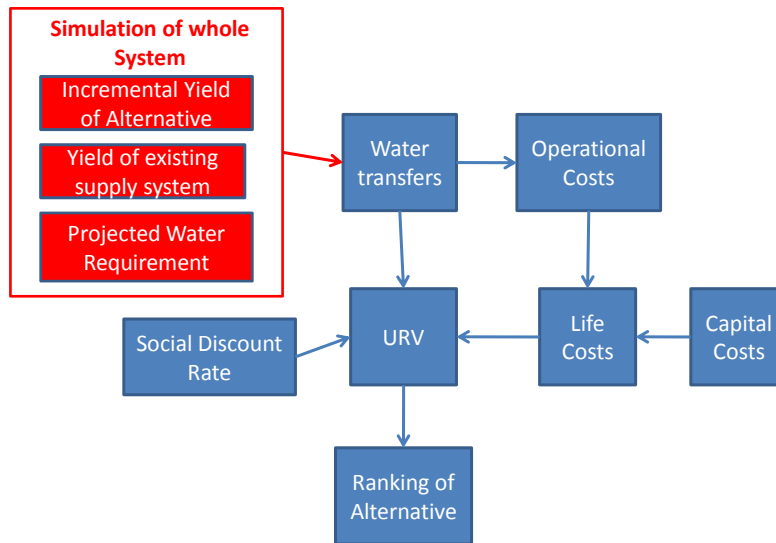 Simulation of whole
System
Incremental Yield
of Alternative
Yield of existing
supply system
Projected Water
Requirement
Water
transfers
Operational
Costs
Social Discount
Rate
URV
Life
Costs
Capital
Costs
Ranking of
Alternative